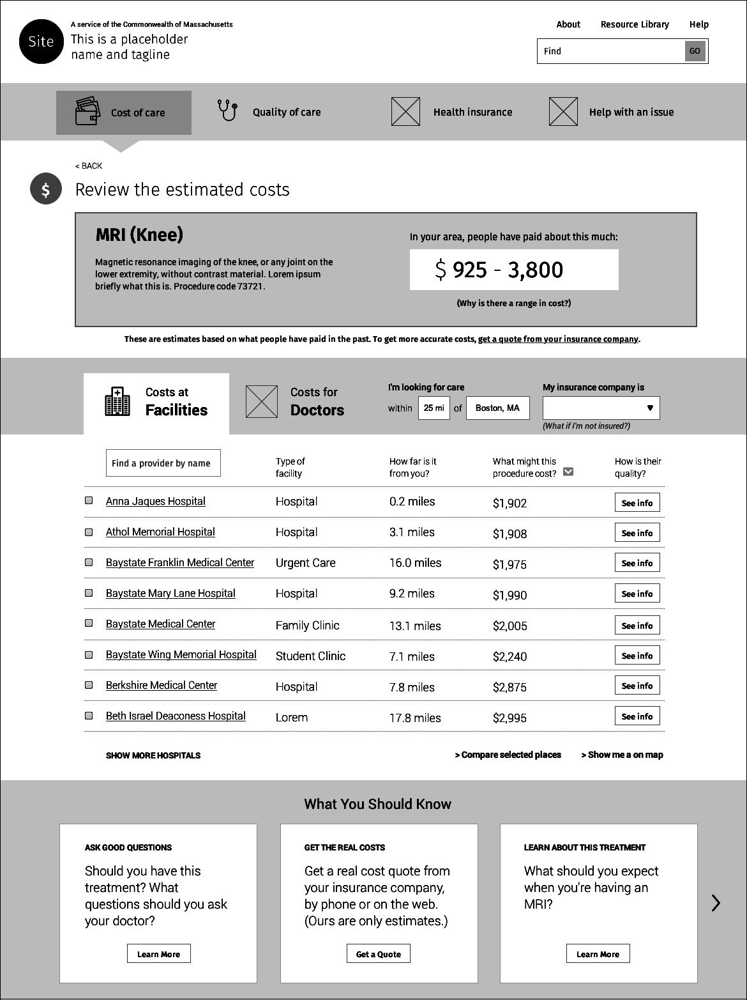 Site
A service of the Commonwealth of Massachusetts
This is a placeholder
name and tagline
About Resource Library Help
Find GO
Cost of care Quality of care Health insurance Help with an issue
< BACK
$ Review the estimated costs
MRI (Knee)
Magnetic resonance imaging of the knee, or any joint on the
lower extremity, without contrast material. Lorem ipsum
briefly what this is. Procedure code 73721.
In your area, people have paid about this much:
$ 925 - 3,800
(Why is there a range in cost?)
These are estimates based on what people have paid in the past. To get more accurate costs, get a quote from your insurance company.
Costs at
Facilities
Costs for
Doctors
I'm looking for care
within 25 mi of Boston, MA
My insurance company is
(What if I'm not insured?)
Find a provider by name
Type of
facility
How far is it
from you?
What might this
procedure cost?
How is their
quality?
Anna Jaques Hospital Hospital 0.2 miles $1,902 See info
Athol Memorial Hospital Hospital 3.1 miles $1,908 See info
Baystate Franklin Medical Center Urgent Care 16.0 miles $1,975 See info
Baystate Mary Lane Hospital Hospital 9.2 miles $1,990 See info
Baystate Medical Center Family Clinic 13.1 miles $2,005 See info
Baystate Wing Memorial Hospital Student Clinic 7.1 miles $2,240 See info
Berkshire Medical Center Hospital 7.8 miles $2,875 See info
Beth Israel Deaconess Hospital Lorem 17.8 miles $2,995 See info
SHOW MORE HOSPITALS > Compare selected places > Show me a on map
What You Should Know
ASK GOOD QUESTIONS
Should you have this
treatment? What
questions should you ask
your doctor?
Learn More
GET THE REAL COSTS
Get a real cost quote from
your insurance company,
by phone or on the web.
(Ours are only estimates.)
Get a Quote
LEARN ABOUT THIS TREATMENT
What should you expect
when you're having an
MRI?
Learn More